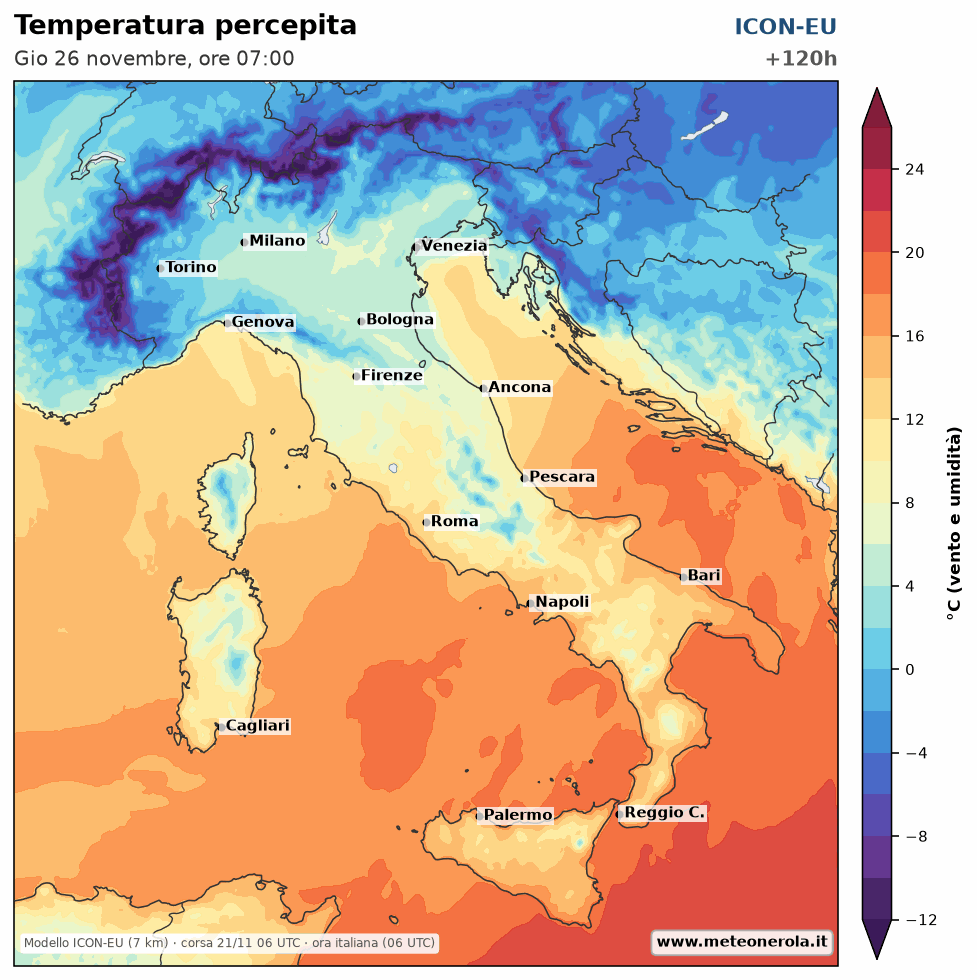 Temperatura percepita
ICON-EU
Gio 26 novembre, ore 07:00
+120h
Milano
Venezia
Torino
Genova
Bologna
Firenze
Ancona
Pescara
Roma
Bari
Napoli
Cagliari
Palermo
Reggio C.
24
20
16
12
8
4
0
−4
−8
−12
°C (vento e umidità)
Modello ICON-EU (7 km) · corsa 21/11 06 UTC · ora italiana (06 UTC)
www.meteonerola.it